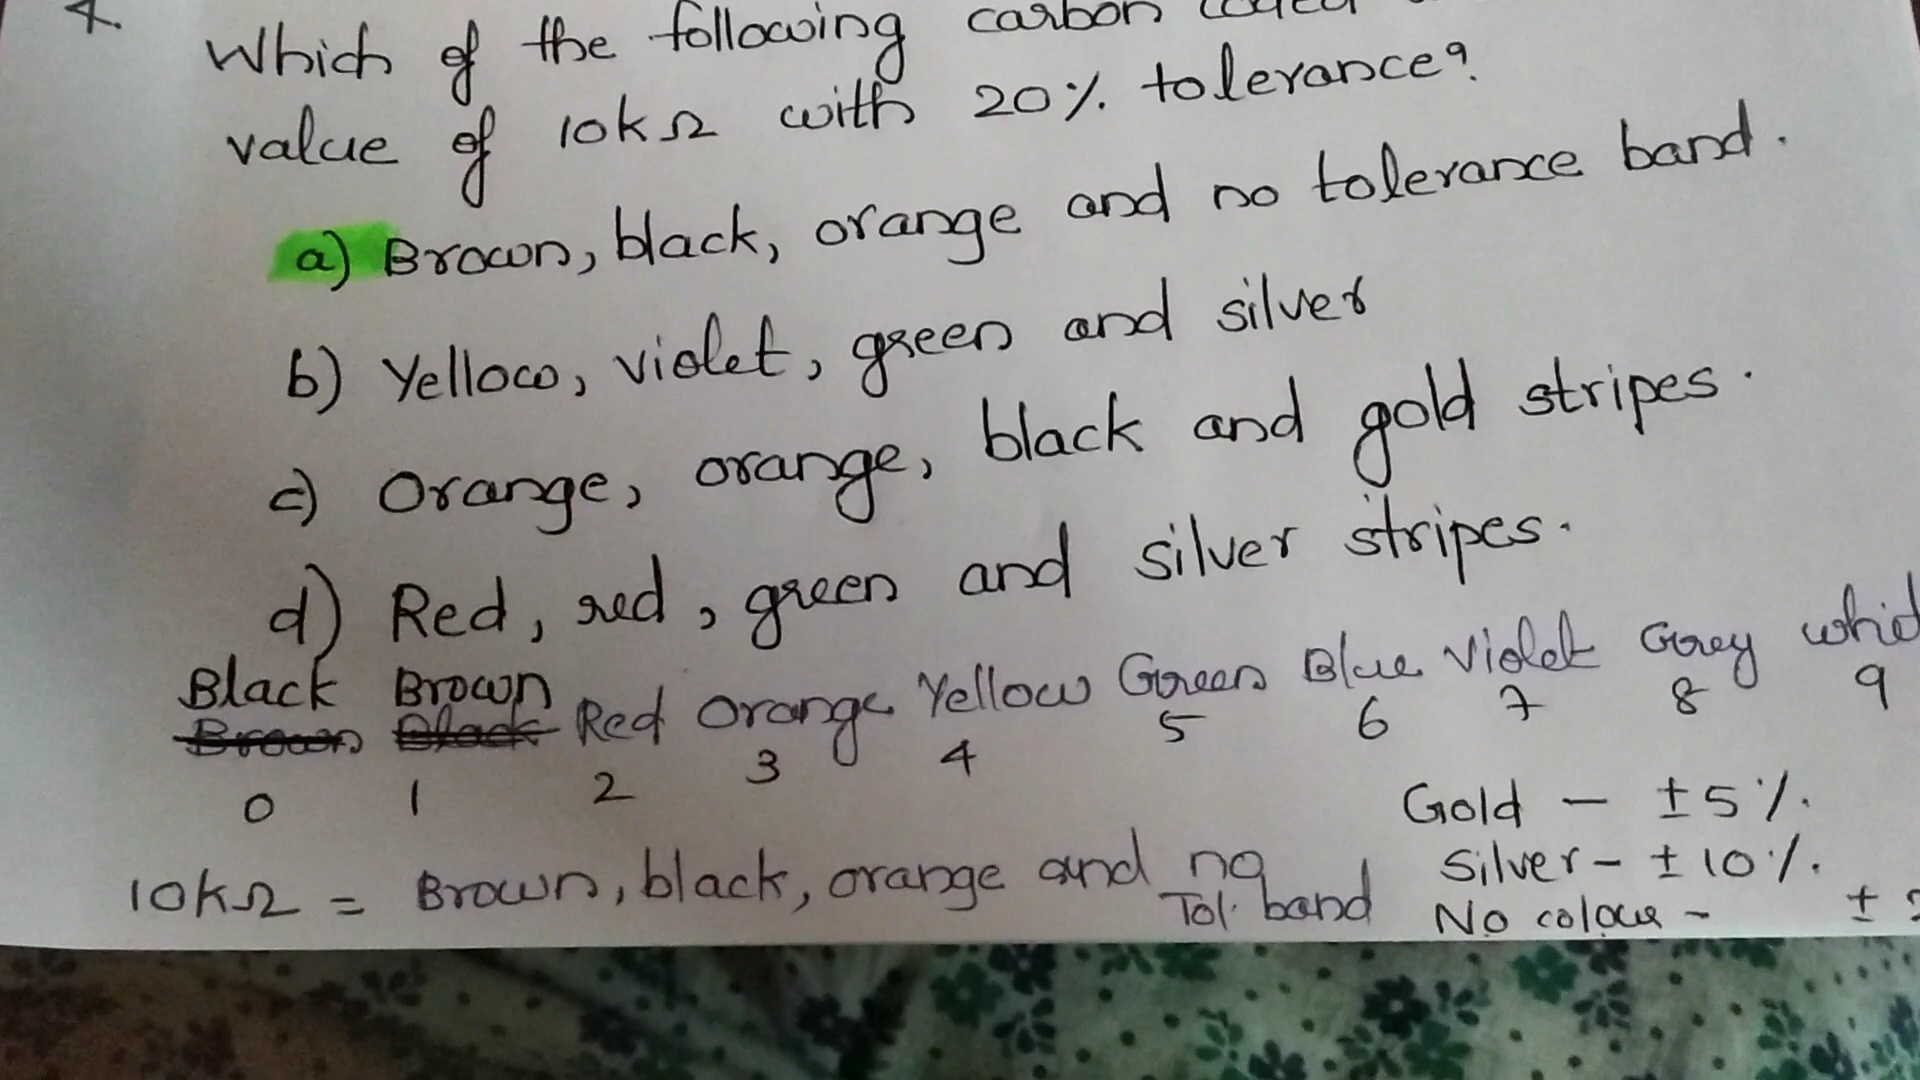 4.
Which of the following carbon
value of 10kΩ with 20% tolerance?
a) Brown, black, orange and no tolerance band.
b) Yellow, violet, green and silver
c) Orange, orange, black and gold stripes.
d) Red, red, green and silver stripes.
Black Brown
Brown Black Red Orange Yellow Green Blue Violet Grey
0 1 2 3 4 5 6 7 8 9
Gold - ±5%.
10kΩ = Brown, black, orange and no Tol. band
Silver - ±10%.
No colour - ±